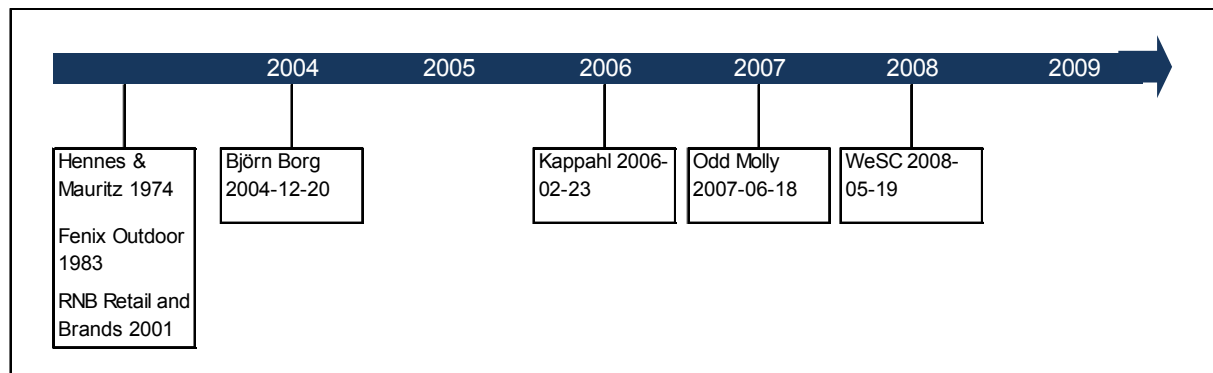 2004 2005 2006 2007 2008 2009
Hennes &
Mauritz 1974
Fenix Outdoor
1983
RNB Retail and
Brands 2001
Björn Borg
2004-12-20
Kappahl 2006-
02-23
Odd Molly
2007-06-18
WeSC 2008-
05-19